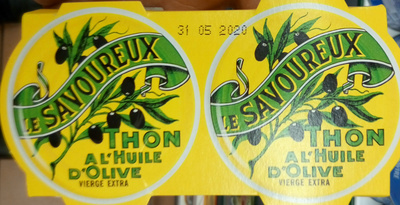 31 05 2020
LE SAVOUREUX
THON
A L'HUILE
D'OLIVE
VIERGE EXTRA
LE SAVOUREUX
THON
A L'HUILE
D'OLIVE
VIERGE EXTRA